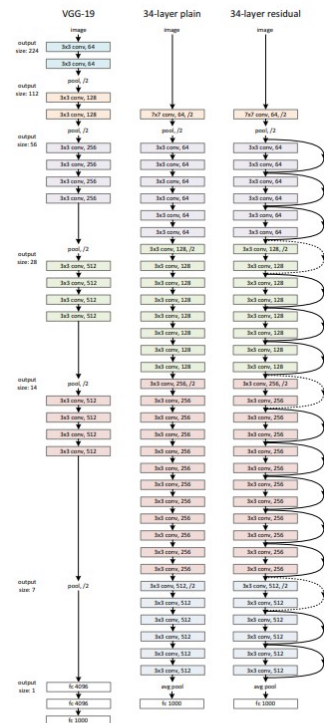 VGG-19
34-layer plain
34-layer residual
output size: 224
image
3x3 conv, 64
3x3 conv, 64
output size: 112
pool, /2
3x3 conv, 128
3x3 conv, 128
output size: 56
pool, /2
3x3 conv, 256
3x3 conv, 256
3x3 conv, 256
3x3 conv, 256
output size: 28
pool, /2
3x3 conv, 512
3x3 conv, 512
3x3 conv, 512
3x3 conv, 512
output size: 14
pool, /2
3x3 conv, 512
3x3 conv, 512
3x3 conv, 512
3x3 conv, 512
output size: 7
pool, /2
output size: 1
fc 4096
fc 4096
fc 1000
image
7x7 conv, 64, /2
pool, /2
3x3 conv, 64
3x3 conv, 64
3x3 conv, 64
3x3 conv, 64
3x3 conv, 64
3x3 conv, 64
3x3 conv, 128, /2
3x3 conv, 128
3x3 conv, 128
3x3 conv, 128
3x3 conv, 128
3x3 conv, 128
3x3 conv, 128
3x3 conv, 128
3x3 conv, 256, /2
3x3 conv, 256
3x3 conv, 256
3x3 conv, 256
3x3 conv, 256
3x3 conv, 256
3x3 conv, 256
3x3 conv, 256
3x3 conv, 256
3x3 conv, 256
3x3 conv, 256
3x3 conv, 256
3x3 conv, 512, /2
3x3 conv, 512
3x3 conv, 512
3x3 conv, 512
3x3 conv, 512
3x3 conv, 512
avg pool
fc 1000
image
7x7 conv, 64, /2
pool, /2
3x3 conv, 64
3x3 conv, 64
3x3 conv, 64
3x3 conv, 64
3x3 conv, 64
3x3 conv, 64
3x3 conv, 128, /2
3x3 conv, 128
3x3 conv, 128
3x3 conv, 128
3x3 conv, 128
3x3 conv, 128
3x3 conv, 128
3x3 conv, 128
3x3 conv, 256, /2
3x3 conv, 256
3x3 conv, 256
3x3 conv, 256
3x3 conv, 256
3x3 conv, 256
3x3 conv, 256
3x3 conv, 256
3x3 conv, 256
3x3 conv, 256
3x3 conv, 256
3x3 conv, 256
3x3 conv, 512, /2
3x3 conv, 512
3x3 conv, 512
3x3 conv, 512
3x3 conv, 512
3x3 conv, 512
avg pool
fc 1000